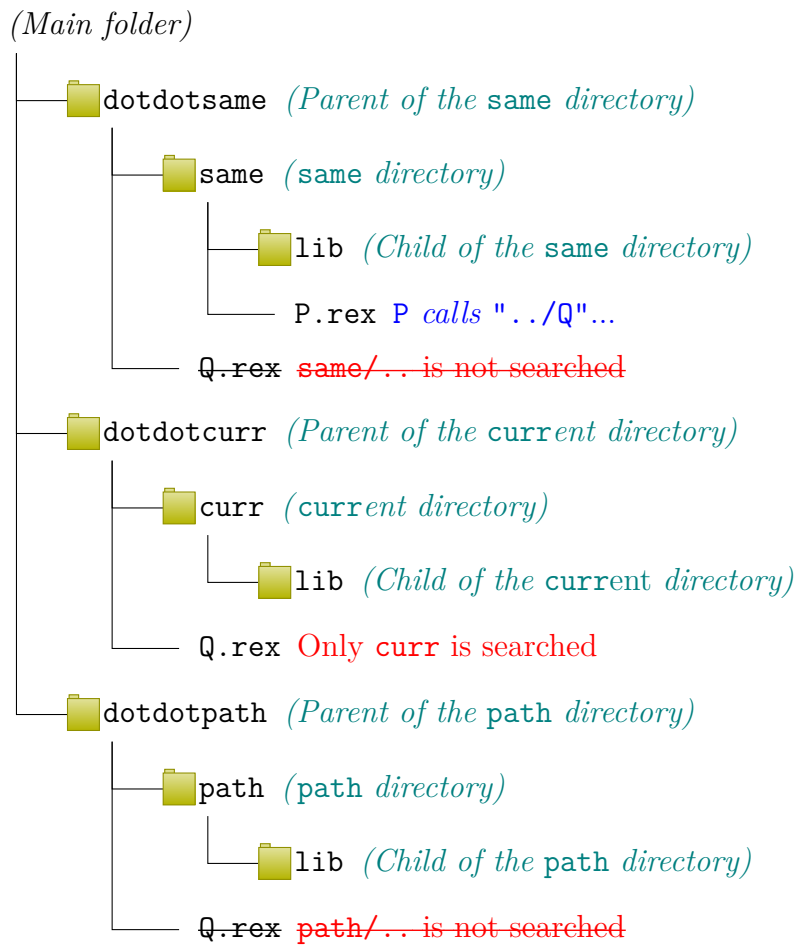 (Main folder)
dotdotsame (Parent of the same directory)
same (same directory)
lib (Child of the same directory)
P.rex P calls "../Q"...
Q.rex same/.. is not searched
dotdotcurr (Parent of the current directory)
curr (current directory)
lib (Child of the current directory)
Q.rex Only curr is searched
dotdotpath (Parent of the path directory)
path (path directory)
lib (Child of the path directory)
Q.rex path/.. is not searched